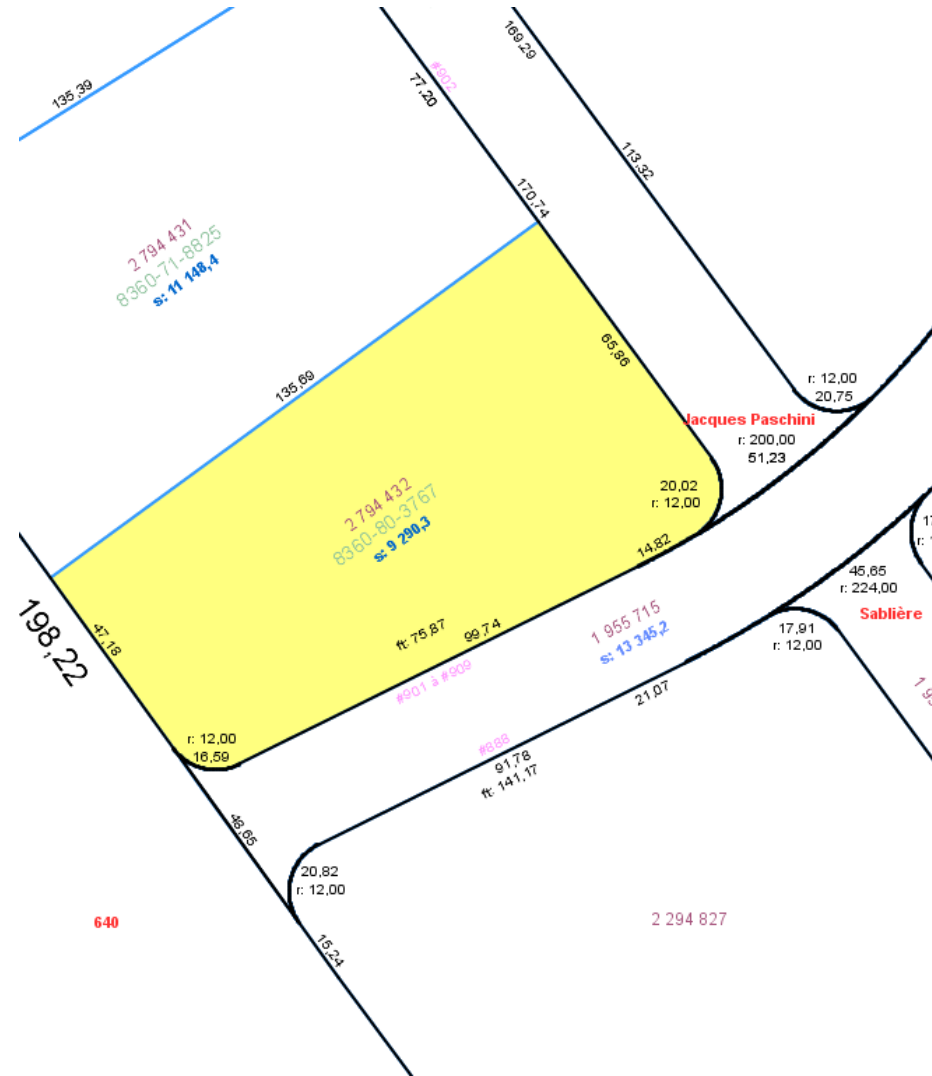 169,29
#902
77,20
135,39
113,32
170,74
2 794 431
8360-71-8825
s: 11 148,4
65,86
135,69
r: 12,00
20,75
Jacques Paschini
r: 200,00
51,23
20,02
r: 12,00
2 794 432
8360-80-3767
s: 9 290,3
14,82
45,65
r: 224,00
Sablière
198,22
47,18
ft: 75,87
99,74
1 955 715
s: 13 345,2
17,91
r: 12,00
#901 à #909
21,07
r: 12,00
16,59
#888
91,78
ft: 141,17
48,65
20,82
r: 12,00
640
15,24
2 294 827